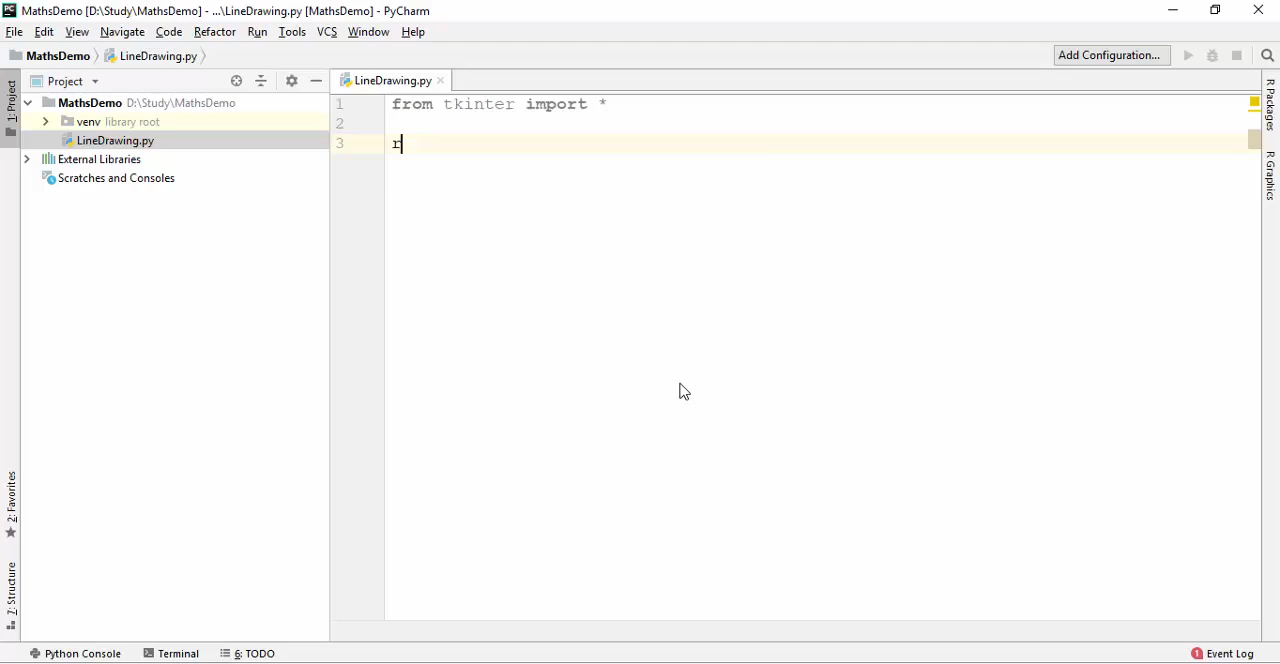 MathsDemo [D:\Study\MathsDemo] - ...\LineDrawing.py [MathsDemo] - PyCharm
File Edit View Navigate Code Refactor Run Tools VCS Window Help
MathsDemo LineDrawing.py Add Configuration...
Project
LineDrawing.py
1: Project
MathsDemo D:\Study\MathsDemo
venv library root
LineDrawing.py
External Libraries
Scratches and Consoles
1 from tkinter import *
2
3 r
R Packages
R Graphics
2: Favorites
7: Structure
Python Console Terminal 6: TODO 1 Event Log